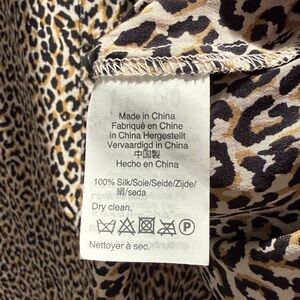 Made in China
Fabriqué en Chine
in China Hergestellt
Vervaardigd in China
中国製
Hecho en China
100% Silk/Soie/Seide/Zijde/
絹/seda
Dry clean.
P
Nettoyer à sec.